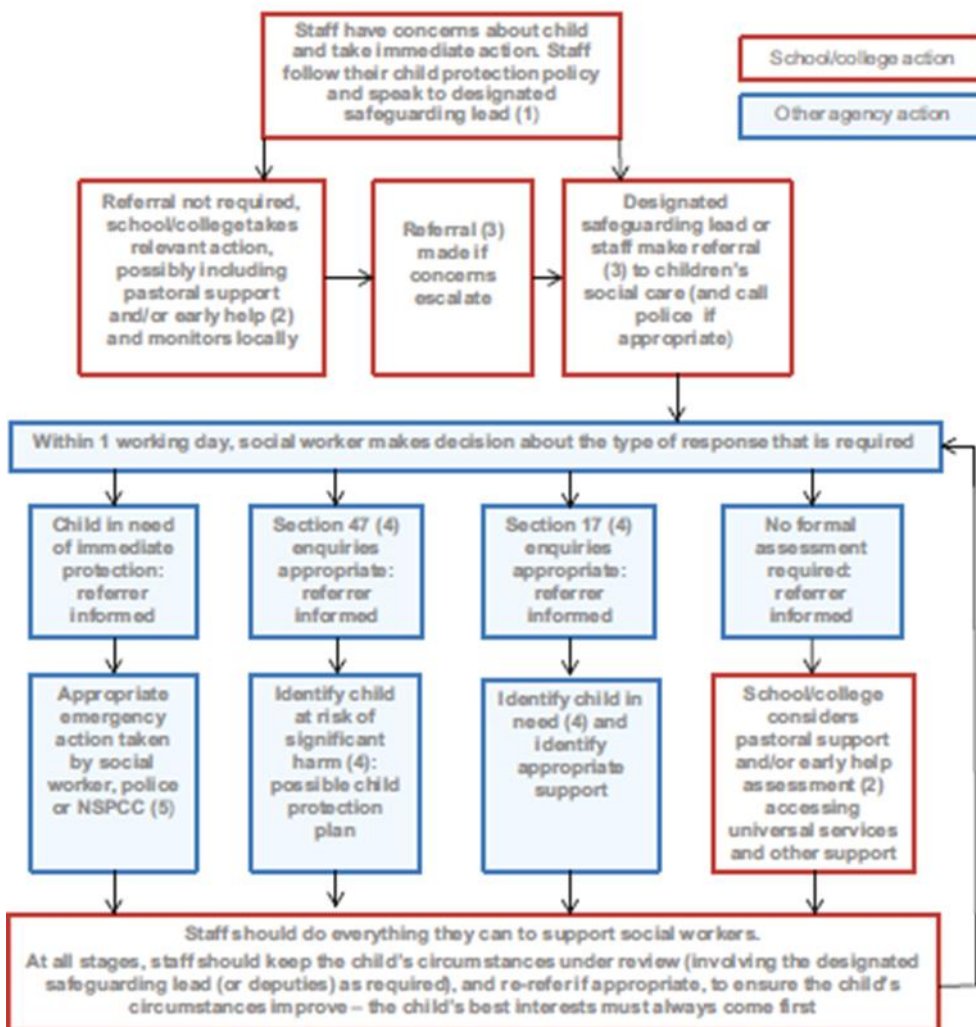 Staff have concerns about child
and take immediate action. Staff
follow their child protection policy
and speak to designated
safeguarding lead (1)
School/college action
Other agency action
Referral not required,
school/college takes
relevant action,
possibly including
pastoral support
and/or early help (2)
and monitors locally
Referral (3)
made if
concerns
escalate
Designated
safeguarding lead or
staff make referral
(3) to children's
social care (and call
police if
appropriate)
Within 1 working day, social worker makes decision about the type of response that is required
Child in need
of immediate
protection:
referrer
informed
Section 47 (4)
enquiries
appropriate:
referrer
informed
Section 17 (4)
enquiries
appropriate:
referrer
informed
No formal
assessment
required:
referrer
informed
Appropriate
emergency
action taken
by social
worker, police
or NSPCC (5)
Identify child
at risk of
significant
harm (4):
possible child
protection
plan
Identify child in
need (4) and
identify
appropriate
support
School/college
considers
pastoral support
and/or early help
assessment (2)
accessing
universal services
and other support
Staff should do everything they can to support social workers.
At all stages, staff should keep the child's circumstances under review (involving the designated
safeguarding lead (or deputies) as required), and re-refer if appropriate, to ensure the child's
circumstances improve – the child's best interests must always come first